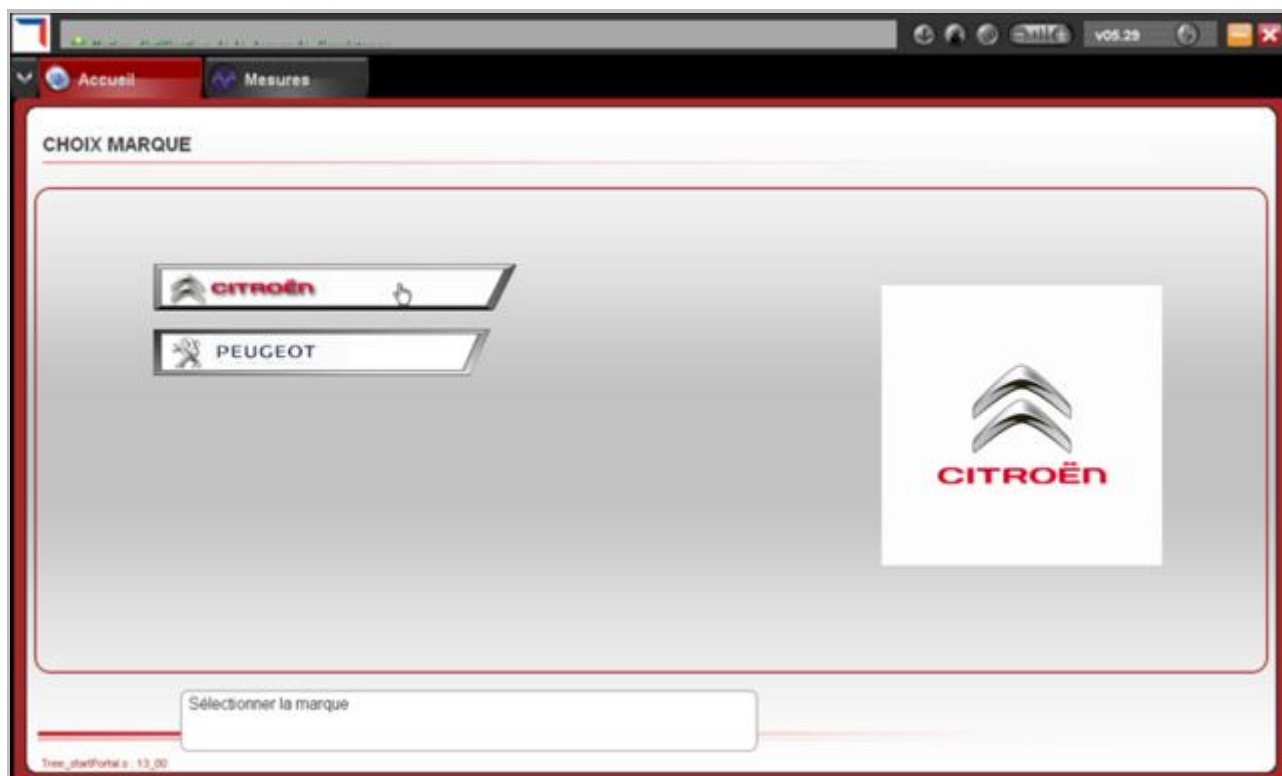 v05.29
Accueil
Mesures
CHOIX MARQUE
CITROËN
PEUGEOT
CITROËN
Sélectionner la marque
Tree_startPortal.s : 13_00